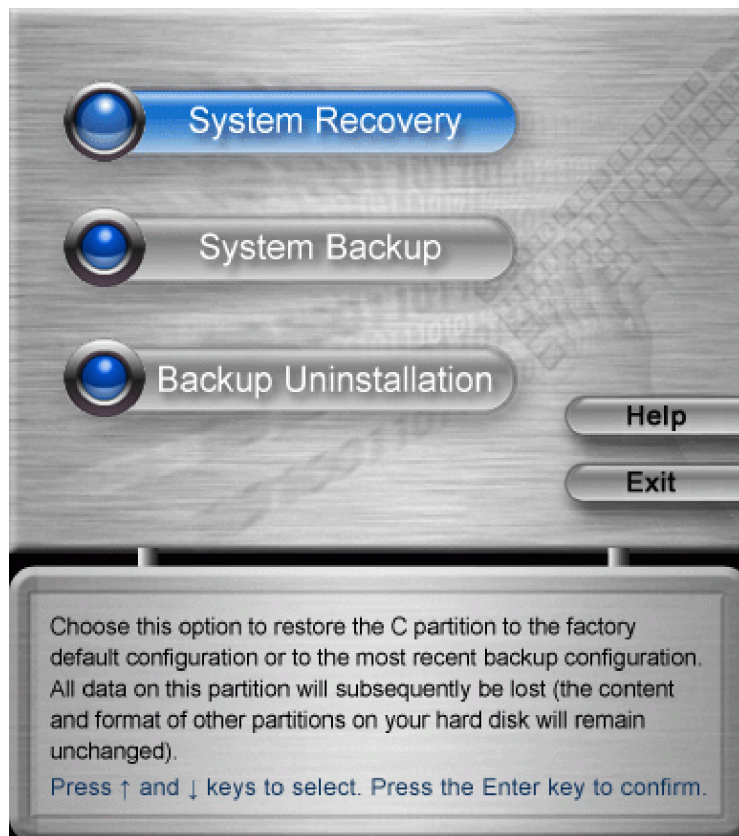 System Recovery
System Backup
Backup Uninstallation
Help
Exit
Choose this option to restore the C partition to the factory
default configuration or to the most recent backup configuration.
All data on this partition will subsequently be lost (the content
and format of other partitions on your hard disk will remain
unchanged).
Press ↑ and ↓ keys to select. Press the Enter key to confirm.